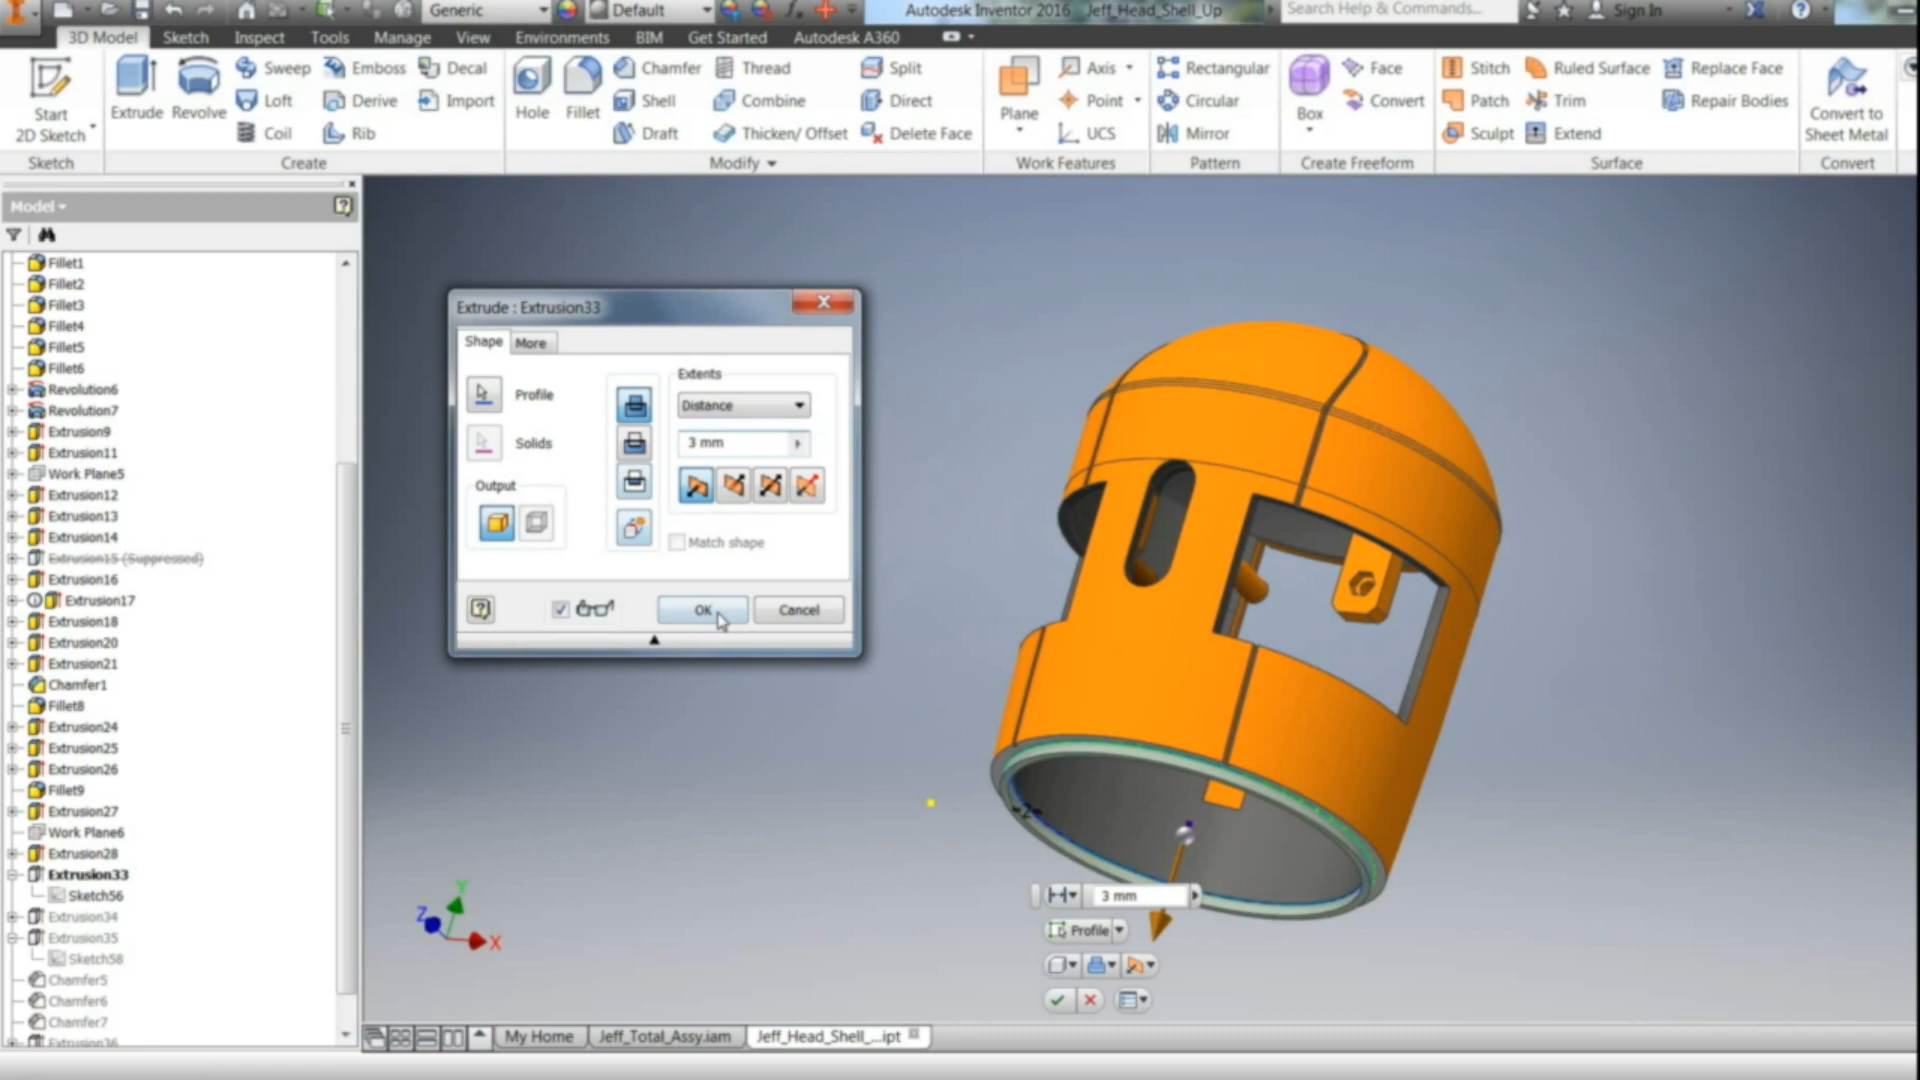 Generic
Default
Autodesk Inventor 2016 Jeff_Head_Shell_Up
Search Help & Commands...
Sign In
3D Model Sketch Inspect Tools Manage View Environments BIM Get Started Autodesk A360
Start
2D Sketch
Extrude
Revolve
Sweep
Emboss
Decal
Loft
Derive
Import
Coil
Rib
Hole
Fillet
Chamfer
Thread
Split
Shell
Combine
Direct
Draft
Thicken/ Offset
Delete Face
Plane
Axis
Point
UCS
Rectangular
Circular
Mirror
Box
Face
Convert
Stitch
Ruled Surface
Replace Face
Patch
Trim
Repair Bodies
Sculpt
Extend
Convert to
Sheet Metal
Sketch Create Modify Work Features Pattern Create Freeform Surface Convert
Model
Fillet1
Fillet2
Fillet3
Fillet4
Fillet5
Fillet6
Revolution6
Revolution7
Extrusion9
Extrusion11
Work Plane5
Extrusion12
Extrusion13
Extrusion14
Extrusion15 (Suppressed)
Extrusion16
Extrusion17
Extrusion18
Extrusion20
Extrusion21
Chamfer1
Fillet8
Extrusion24
Extrusion25
Extrusion26
Fillet9
Extrusion27
Work Plane6
Extrusion28
Extrusion33
Sketch56
Extrusion34
Extrusion35
Sketch58
Chamfer5
Chamfer6
Chamfer7
Extrusion36
Extrude : Extrusion33
Shape More
Profile
Solids
Output
Extents
Distance
3 mm
Match shape
OK Cancel
3 mm
Profile
Y
Z
X
My Home Jeff_Total_Assy.iam Jeff_Head_Shell_...ipt